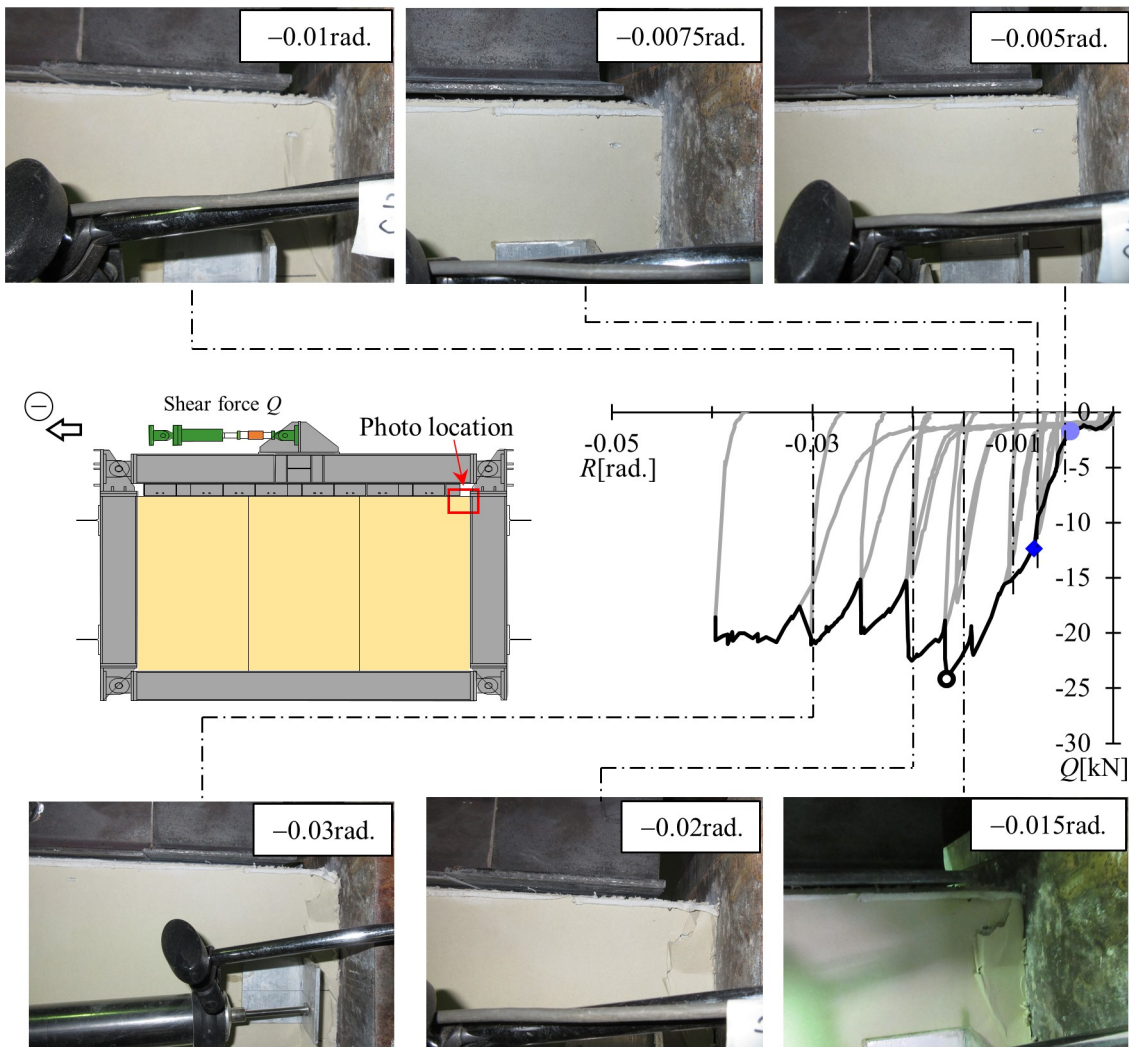 −0.01rad.
−0.0075rad.
−0.005rad.
−
Shear force Q
Photo location
-0.05
-0.03
-0.01
0
R[rad.]
-5
-10
-15
-20
-25
-30
Q[kN]
−0.03rad.
−0.02rad.
−0.015rad.